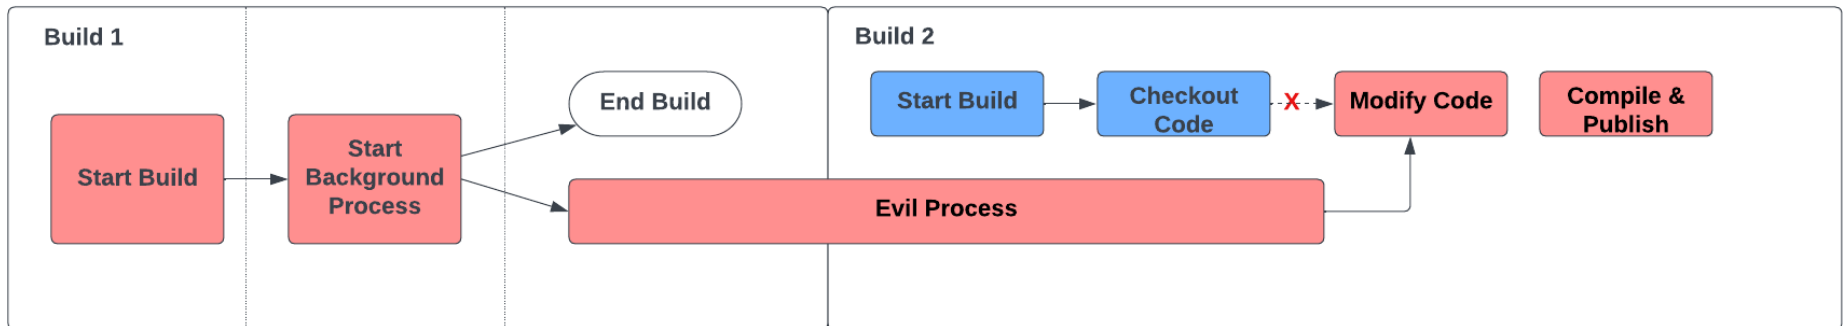 Build 1
Start Build
Start
Background
Process
End Build
Evil Process
Build 2
Start Build
Checkout
Code
X
Modify Code
Compile &
Publish